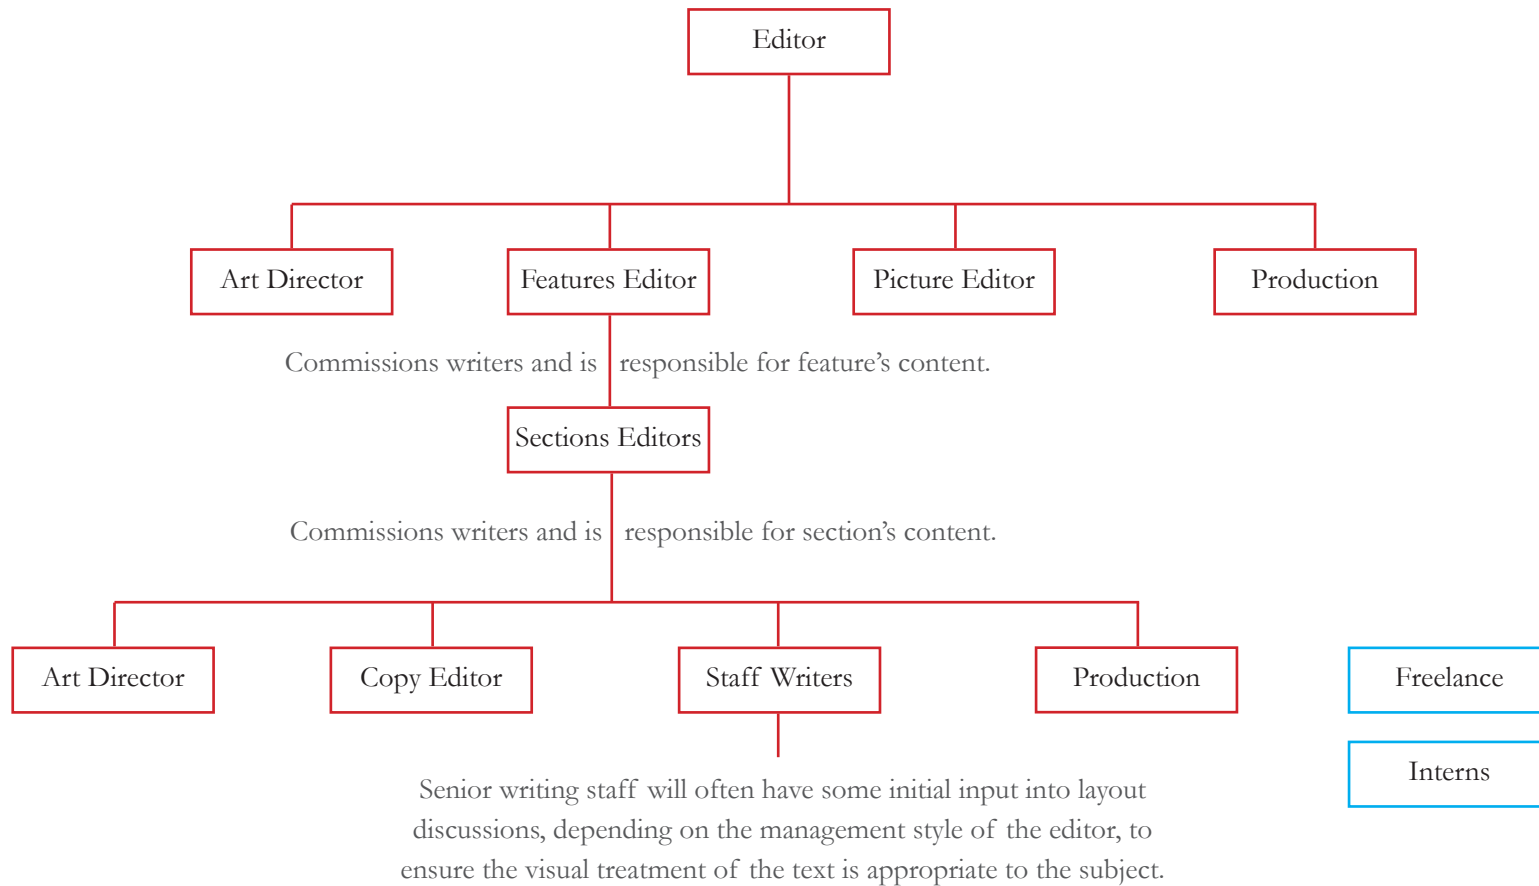 Editor
Art Director
Features Editor
Picture Editor
Production
Commissions writers and is responsible for feature’s content.
Sections Editors
Commissions writers and is responsible for section’s content.
Art Director
Copy Editor
Staff Writers
Production
Freelance
Interns
Senior writing staff will often have some initial input into layout
discussions, depending on the management style of the editor, to
ensure the visual treatment of the text is appropriate to the subject.